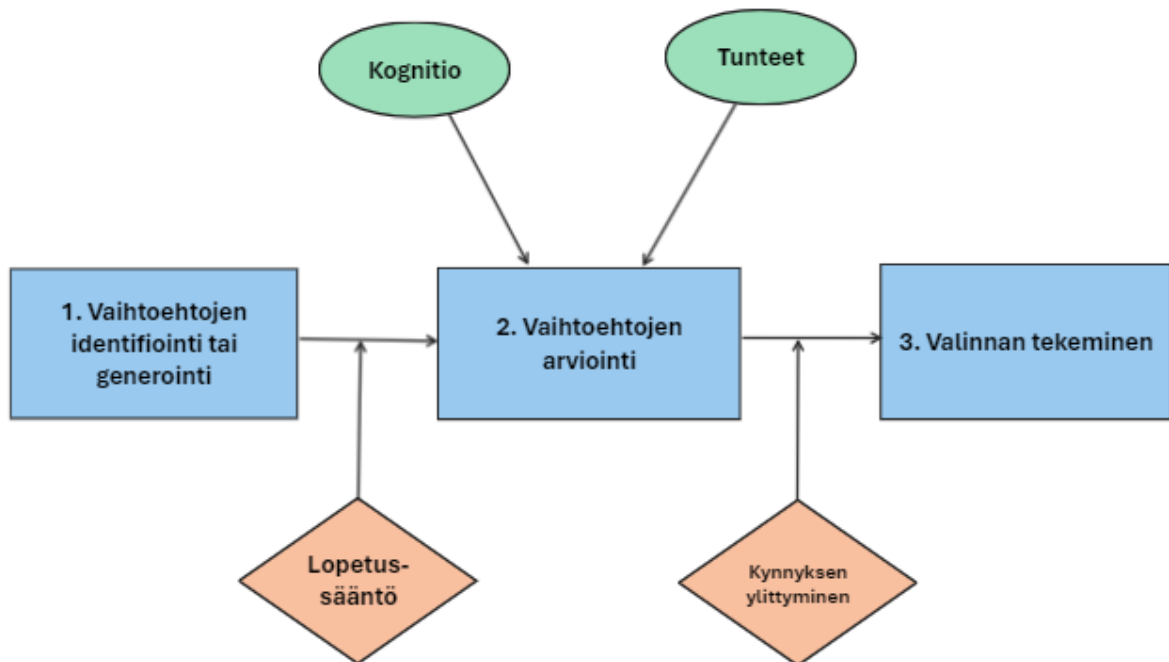 Kognitio
Tunteet
1. Vaihtoehtojen
identifiointi tai
generointi
2. Vaihtoehtojen
arviointi
3. Valinnan tekeminen
Lopetus-
sääntö
Kynnyksen
ylittyminen